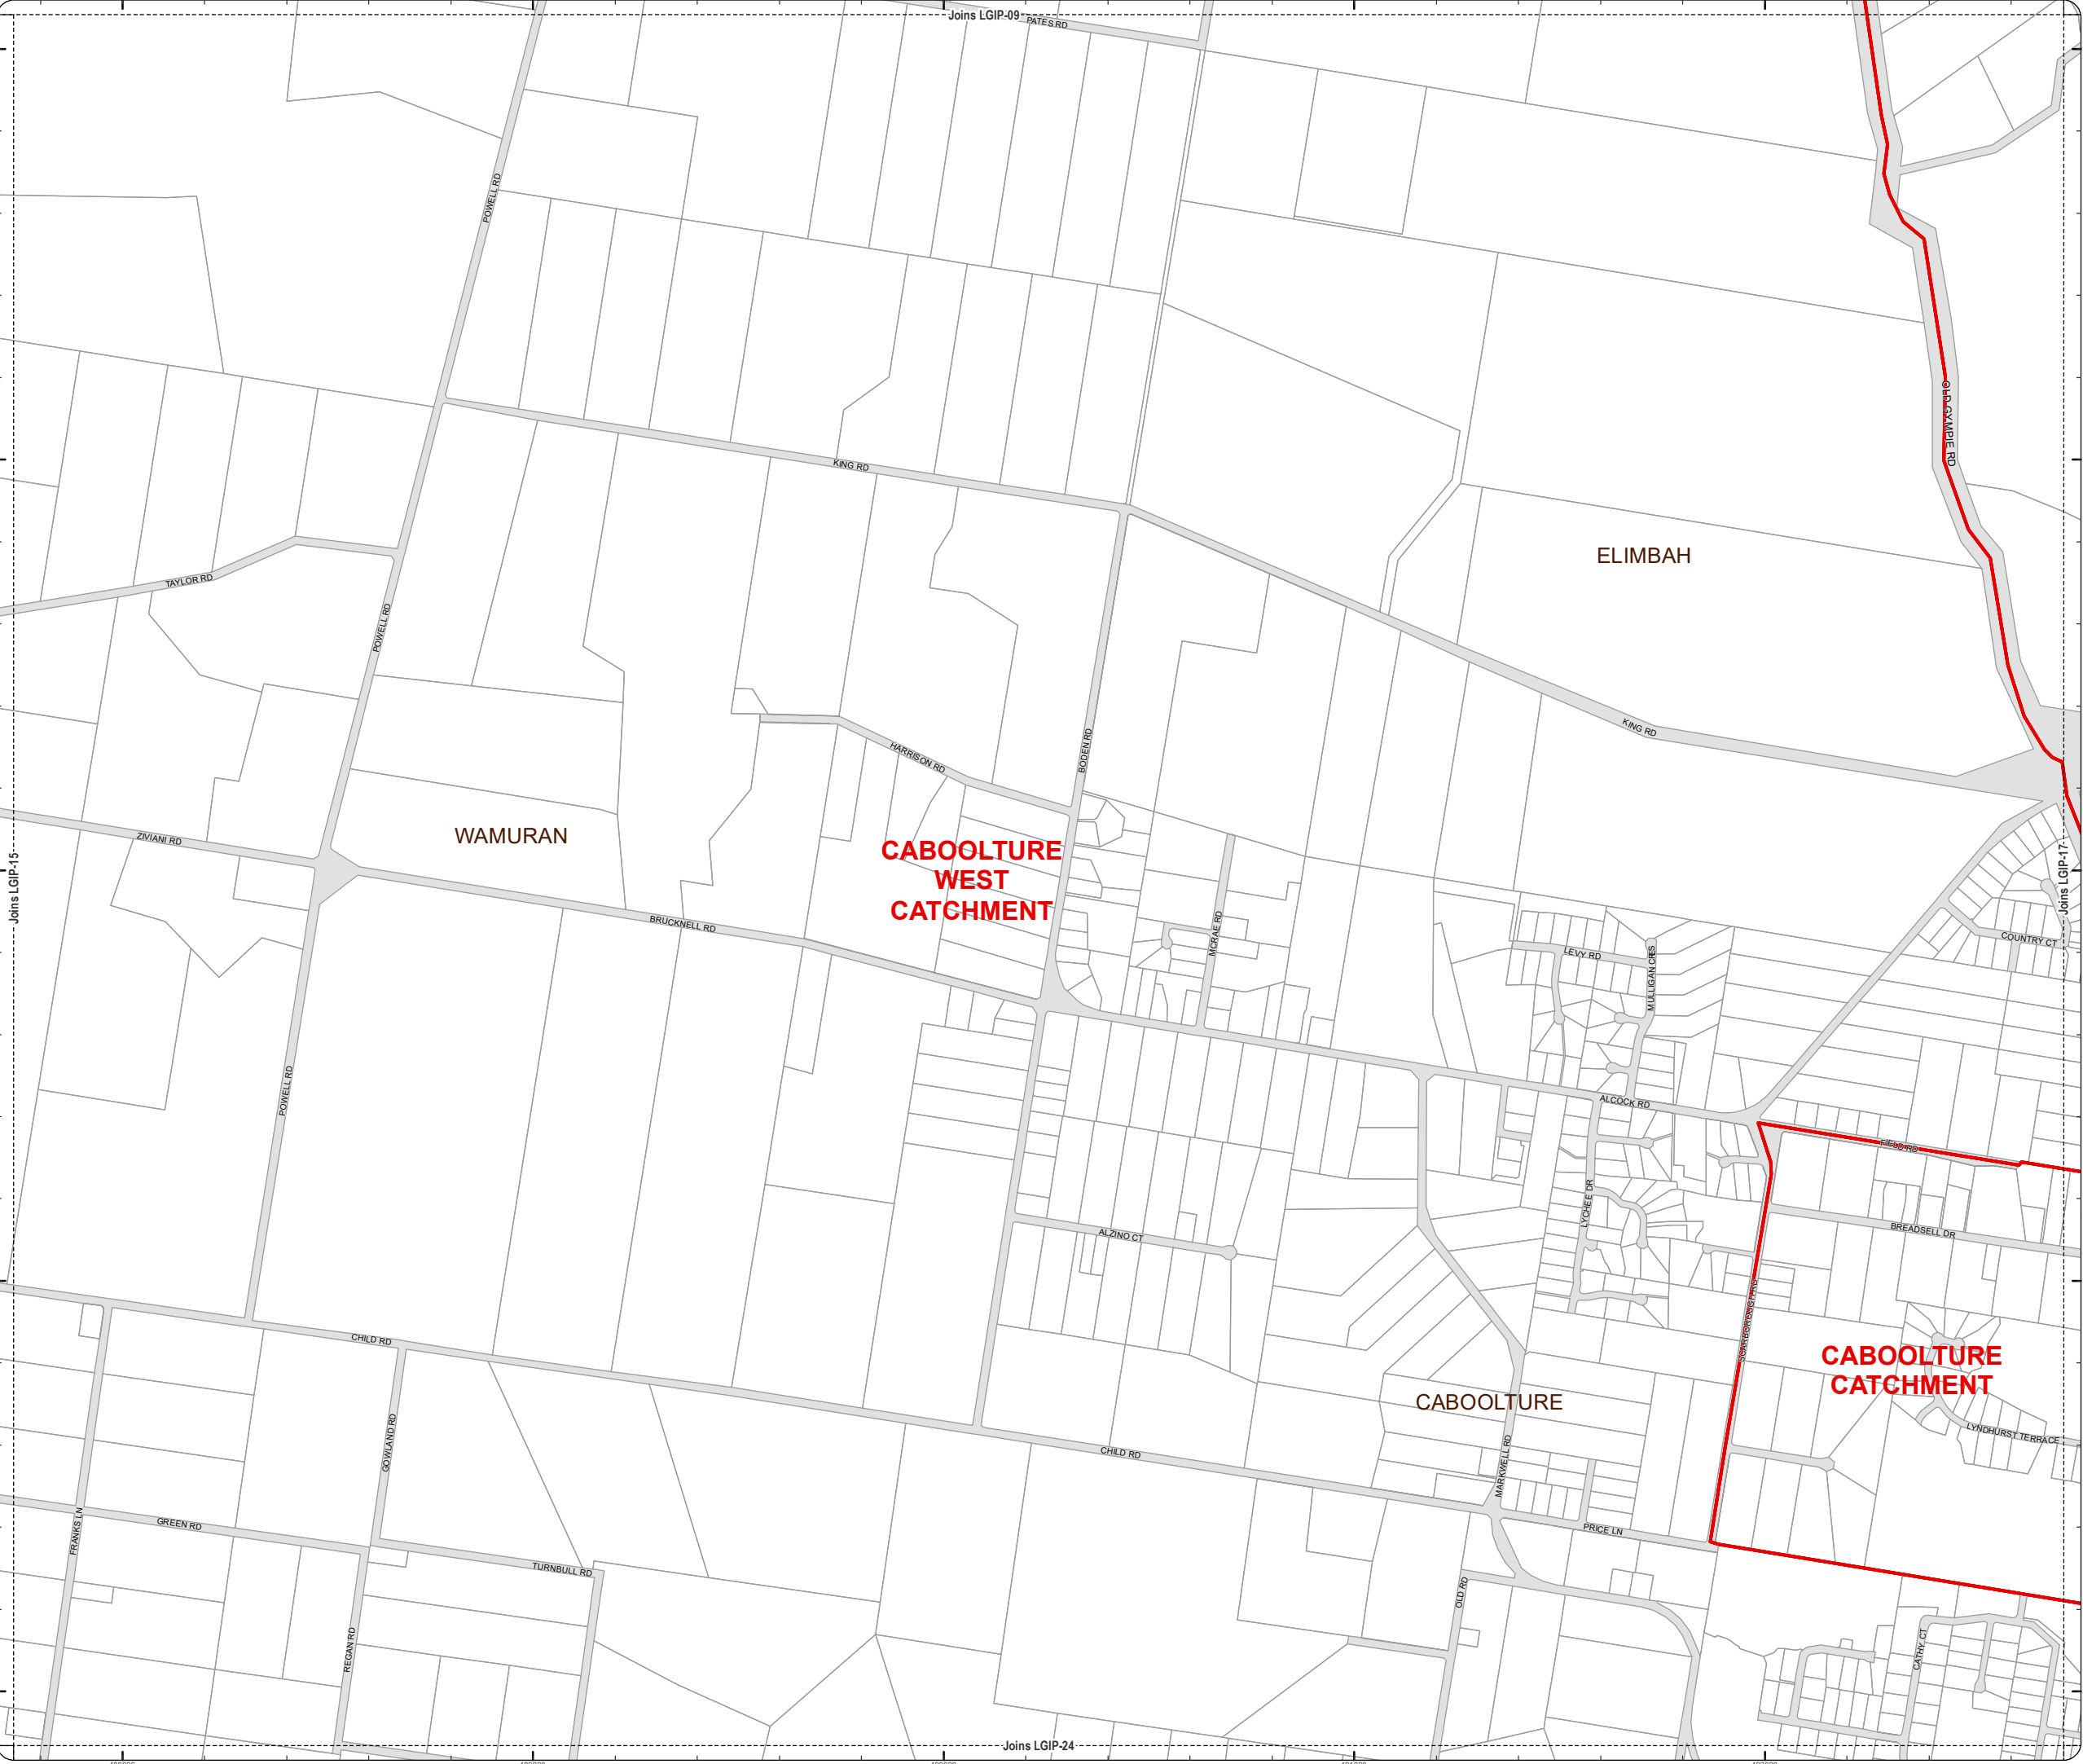 Joins LGIP-09
PATES RD
POWELL RD
OLD GYMPIE RD
KING RD
ELIMBAH
TAYLOR RD
POWELL RD
KING RD
BODEN RD
HARRISON RD
ZIVIANI RD
WAMURAN
CABOOLTURE
WEST
CATCHMENT
Joins LGIP-15
Joins LGIP-17
BRUCKNELL RD
MCRAE RD
LEVY RD
MULLIGAN CRES
COUNTRY CT
POWELL RD
ALCOCK RD
FIELD RD
LYCHEE DR
BREADSELL DR
ALZINO CT
SCARBOROUGH RD
CHILD RD
CABOOLTURE
CATCHMENT
CABOOLTURE
GOWLAND RD
LYNDHURST TERRACE
CHILD RD
MARKWELL RD
FRANKS LN
GREEN RD
PRICE LN
TURNBULL RD
OLD RD
REGAN RD
CATHY CT
Joins LGIP-24